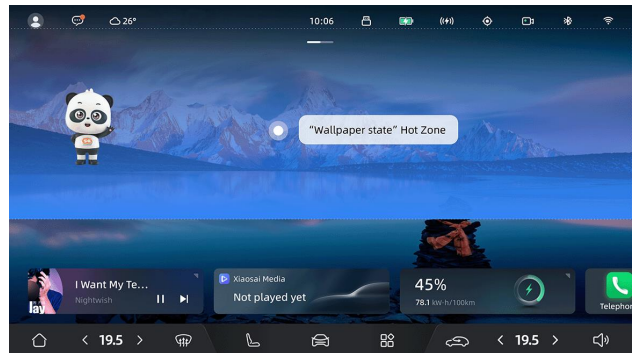 26°
10:06
"Wallpaper state" Hot Zone
I Want My Te...
Nightwish
lay
Xiaosai Media
Not played yet
45%
78.1 kW·h/100km
Telephon
19.5
19.5